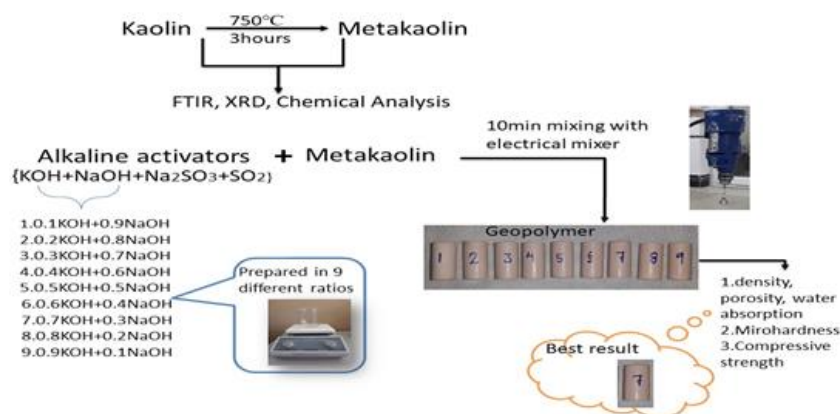 Kaolin 750°C Metakaolin
3hours
FTIR, XRD, Chemical Analysis
10min mixing with
electrical mixer
Alkaline activators + Metakaolin
{KOH+NaOH+Na2SO3+SO2}
1.0.1KOH+0.9NaOH
2.0.2KOH+0.8NaOH
3.0.3KOH+0.7NaOH
4.0.4KOH+0.6NaOH
5.0.5KOH+0.5NaOH
6.0.6KOH+0.4NaOH
7.0.7KOH+0.3NaOH
8.0.8KOH+0.2NaOH
9.0.9KOH+0.1NaOH
Prepared in 9
different ratios
Geopolymer
1 2 3 4 5 6 7 8 9
1.density,
porosity, water
absorption
2.Mirohardness
3.Compressive
strength
Best result
7